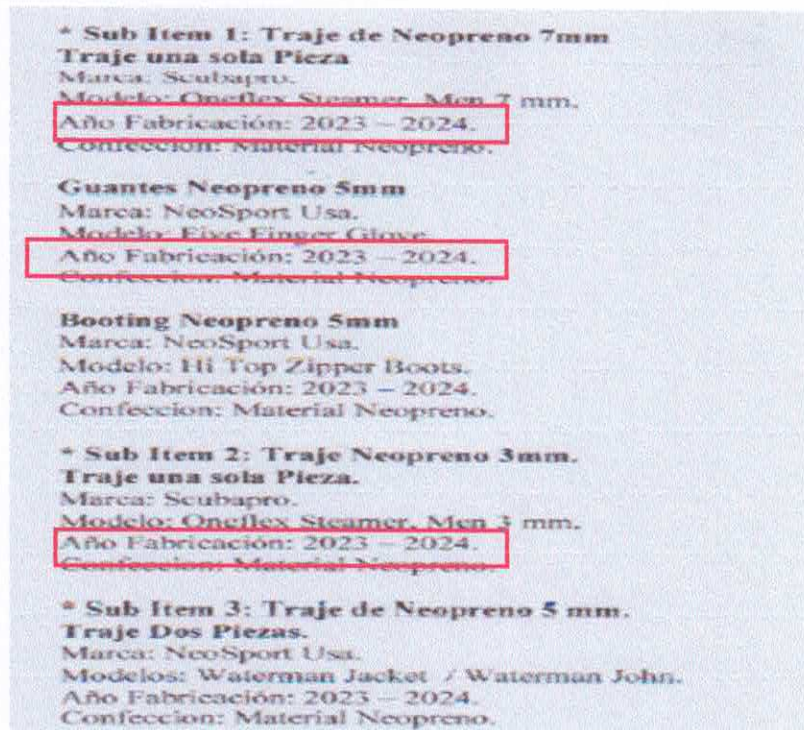 * Sub Item 1: Traje de Neopreno 7mm
Traje una sola Pieza
Marca: Scubapro.
Modelo: Oneflex Steamer, Men 7 mm.
Año Fabricación: 2023 – 2024.
Confeccion: Material Neopreno.
Guantes Neopreno 5mm
Marca: NeoSport Usa.
Modelo: Five Finger Glove
Año Fabricación: 2023 – 2024.
Confeccion: Material Neopreno.
Booting Neopreno 5mm
Marca: NeoSport Usa.
Modelo: Hi Top Zipper Boots.
Año Fabricación: 2023 – 2024.
Confeccion: Material Neopreno.
* Sub Item 2: Traje Neopreno 3mm.
Traje una sola Pieza.
Marca: Scubapro.
Modelo: Oneflex Steamer, Men 3 mm.
Año Fabricación: 2023 – 2024.
Confeccion: Material Neopreno.
* Sub Item 3: Traje de Neopreno 5 mm.
Traje Dos Piezas.
Marca: NeoSport Usa.
Modelos: Waterman Jacket / Waterman John.
Año Fabricación: 2023 – 2024.
Confeccion: Material Neopreno.